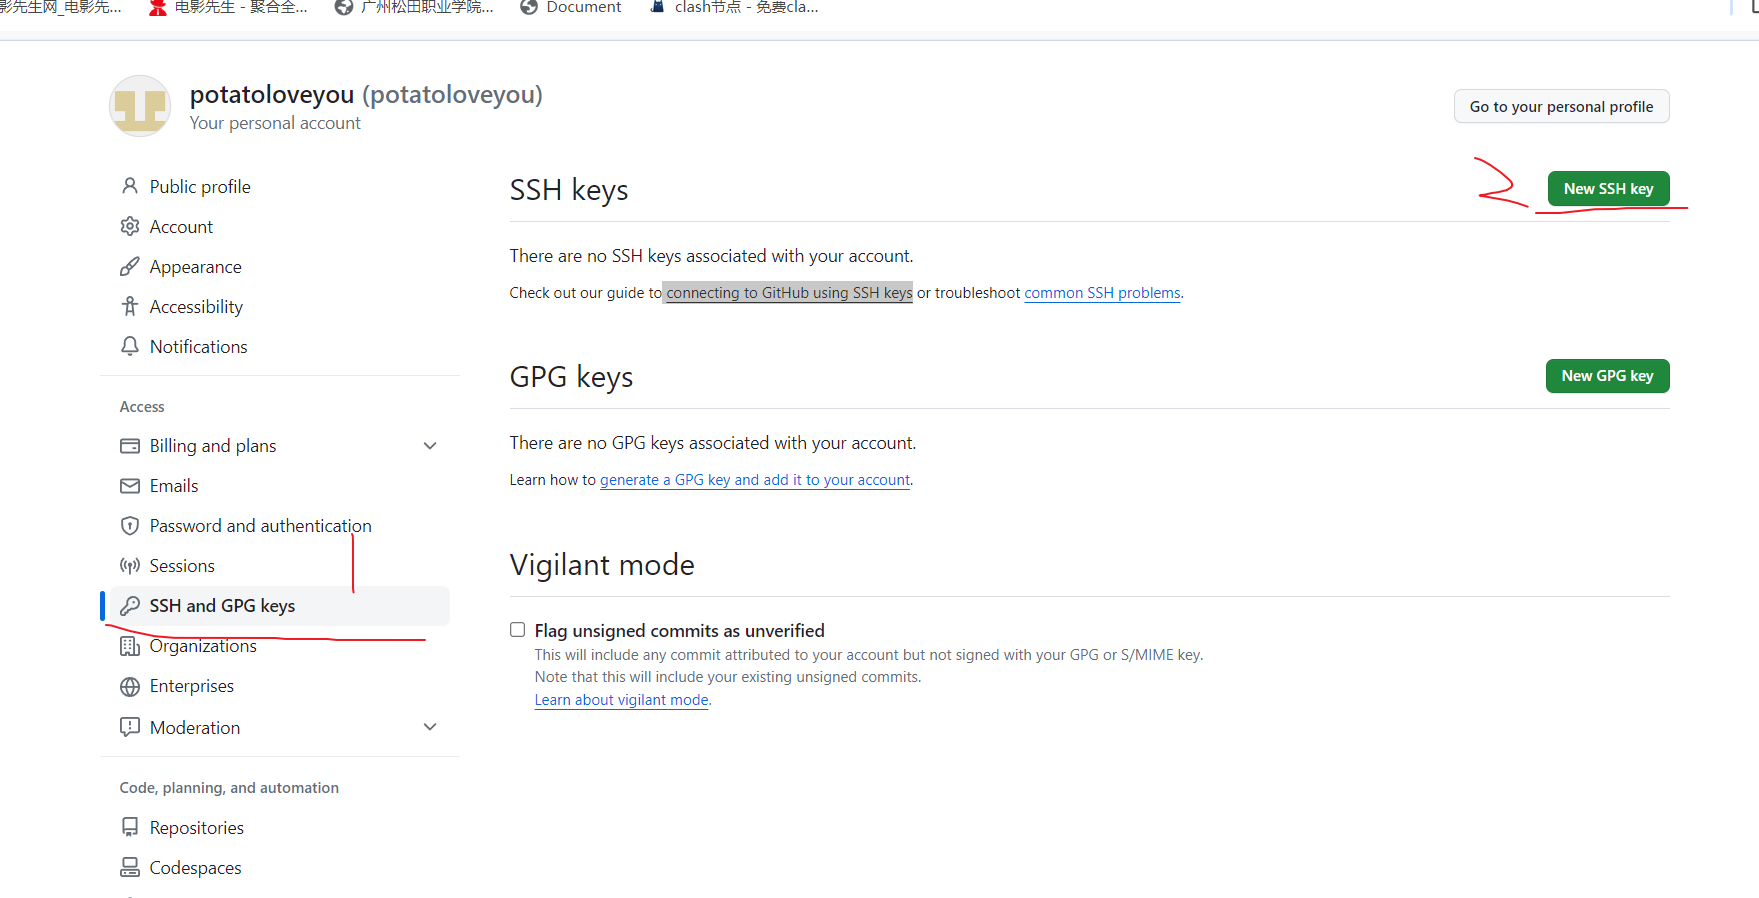 影先生网_电影先... 电影先生 - 聚合全... 广州松田职业学院... Document clash节点 - 免费cla...
potatoloveyou (potatoloveyou)
Your personal account
Go to your personal profile
Public profile
Account
Appearance
Accessibility
Notifications
Access
Billing and plans
Emails
Password and authentication
Sessions
SSH and GPG keys
Organizations
Enterprises
Moderation
Code, planning, and automation
Repositories
Codespaces
SSH keys
2
New SSH key
There are no SSH keys associated with your account.
Check out our guide to connecting to GitHub using SSH keys or troubleshoot common SSH problems.
GPG keys
New GPG key
There are no GPG keys associated with your account.
Learn how to generate a GPG key and add it to your account.
Vigilant mode
Flag unsigned commits as unverified
This will include any commit attributed to your account but not signed with your GPG or S/MIME key.
Note that this will include your existing unsigned commits.
Learn about vigilant mode.